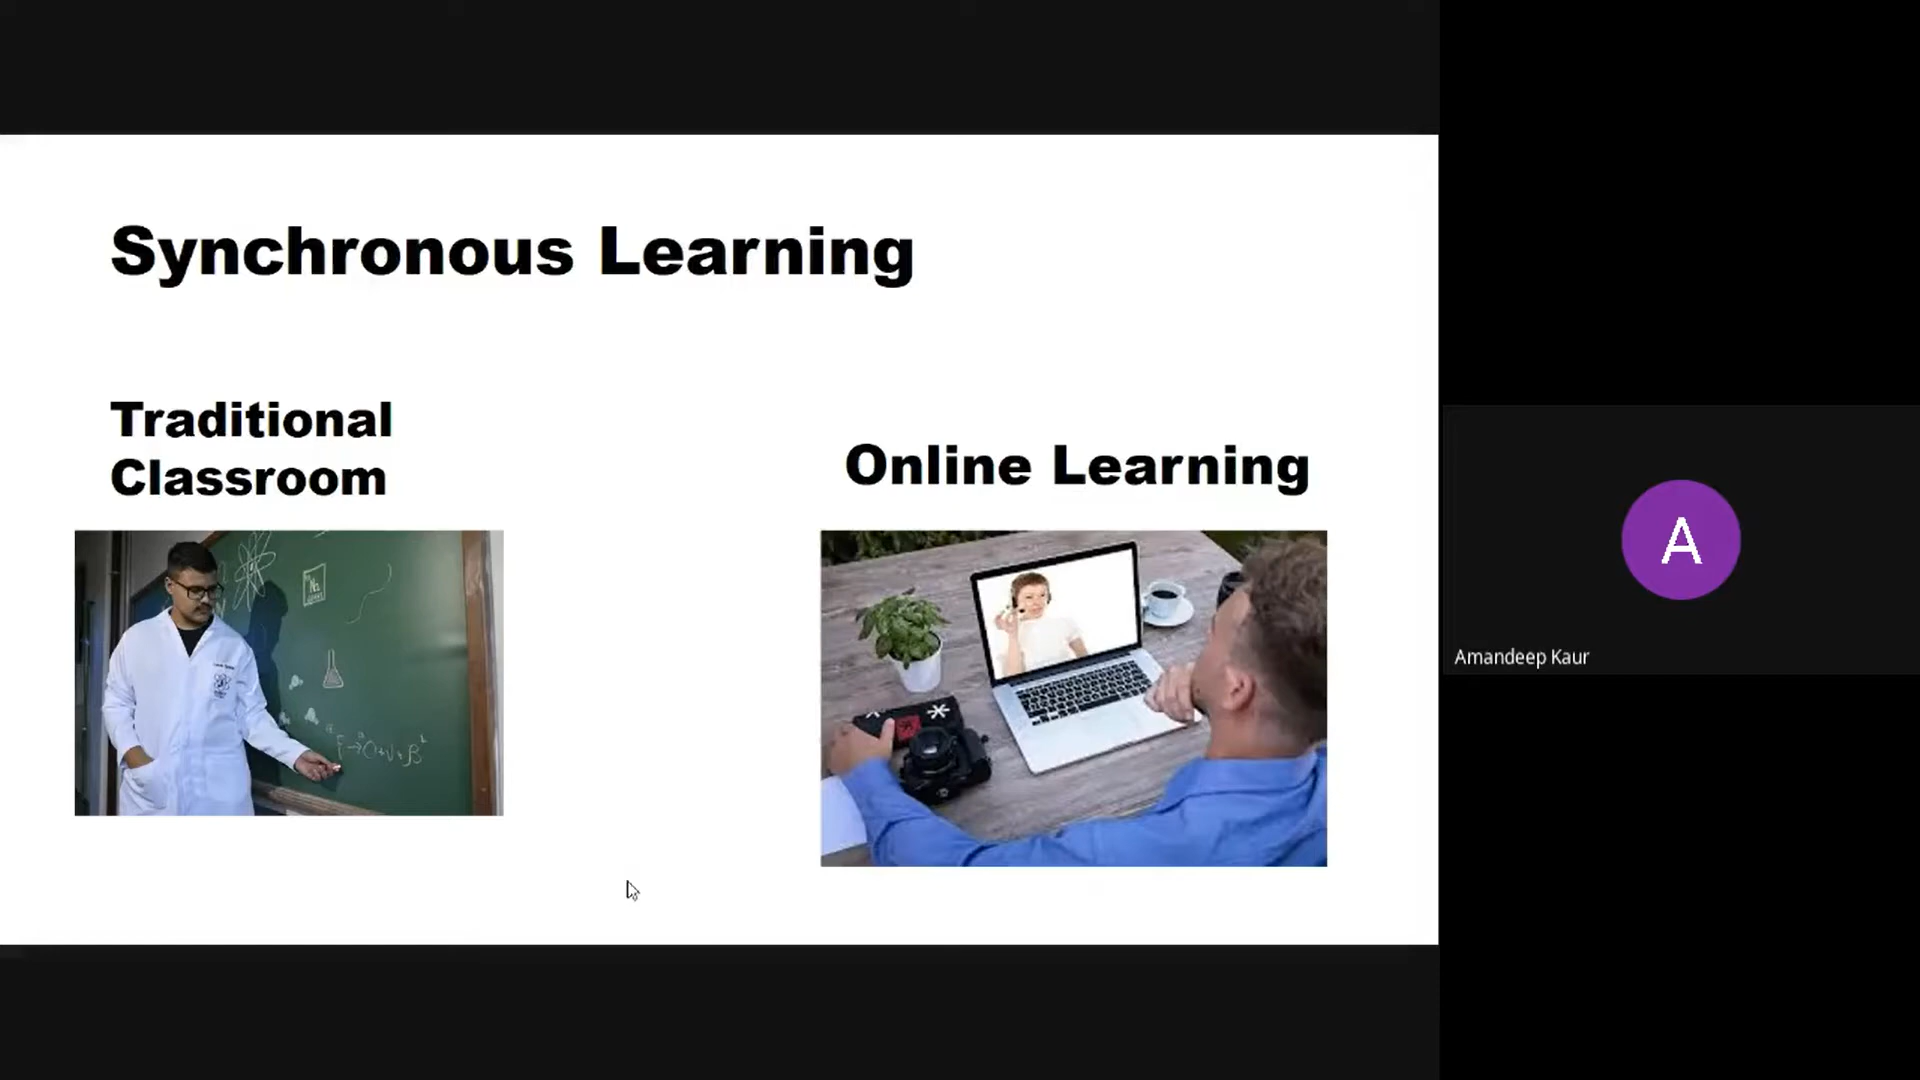 Synchronous Learning
Traditional
Classroom
Online Learning
A
Amandeep Kaur